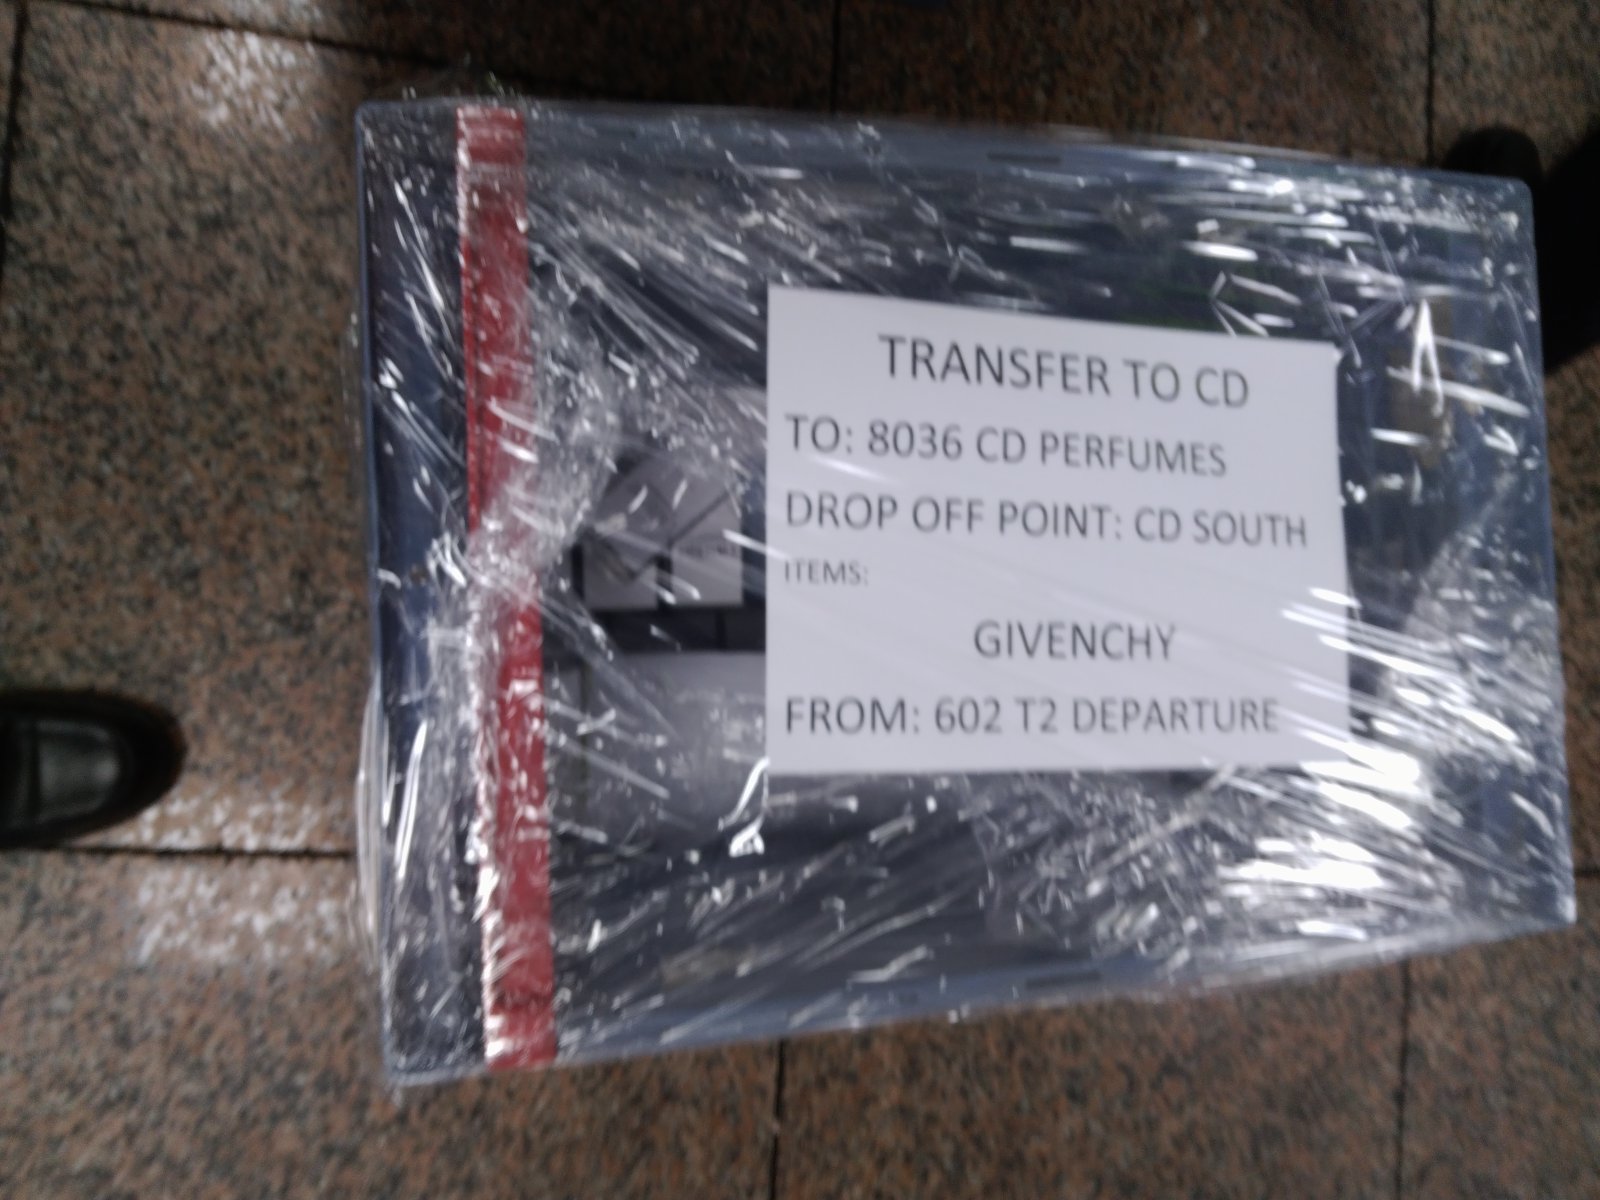 TRANSFER TO CD
TO: 8036 CD PERFUMES
DROP OFF POINT: CD SOUTH
ITEMS:
GIVENCHY
FROM: 602 T2 DEPARTURE